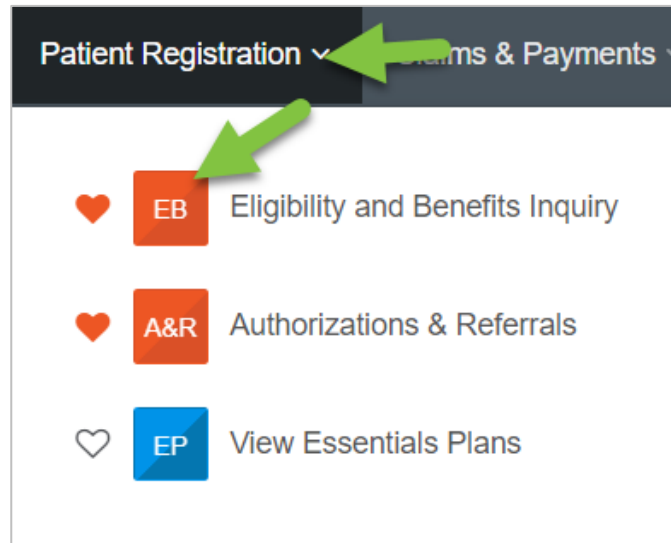 Patient Registration & Payments
EB Eligibility and Benefits Inquiry
A&R Authorizations & Referrals
EP View Essentials Plans